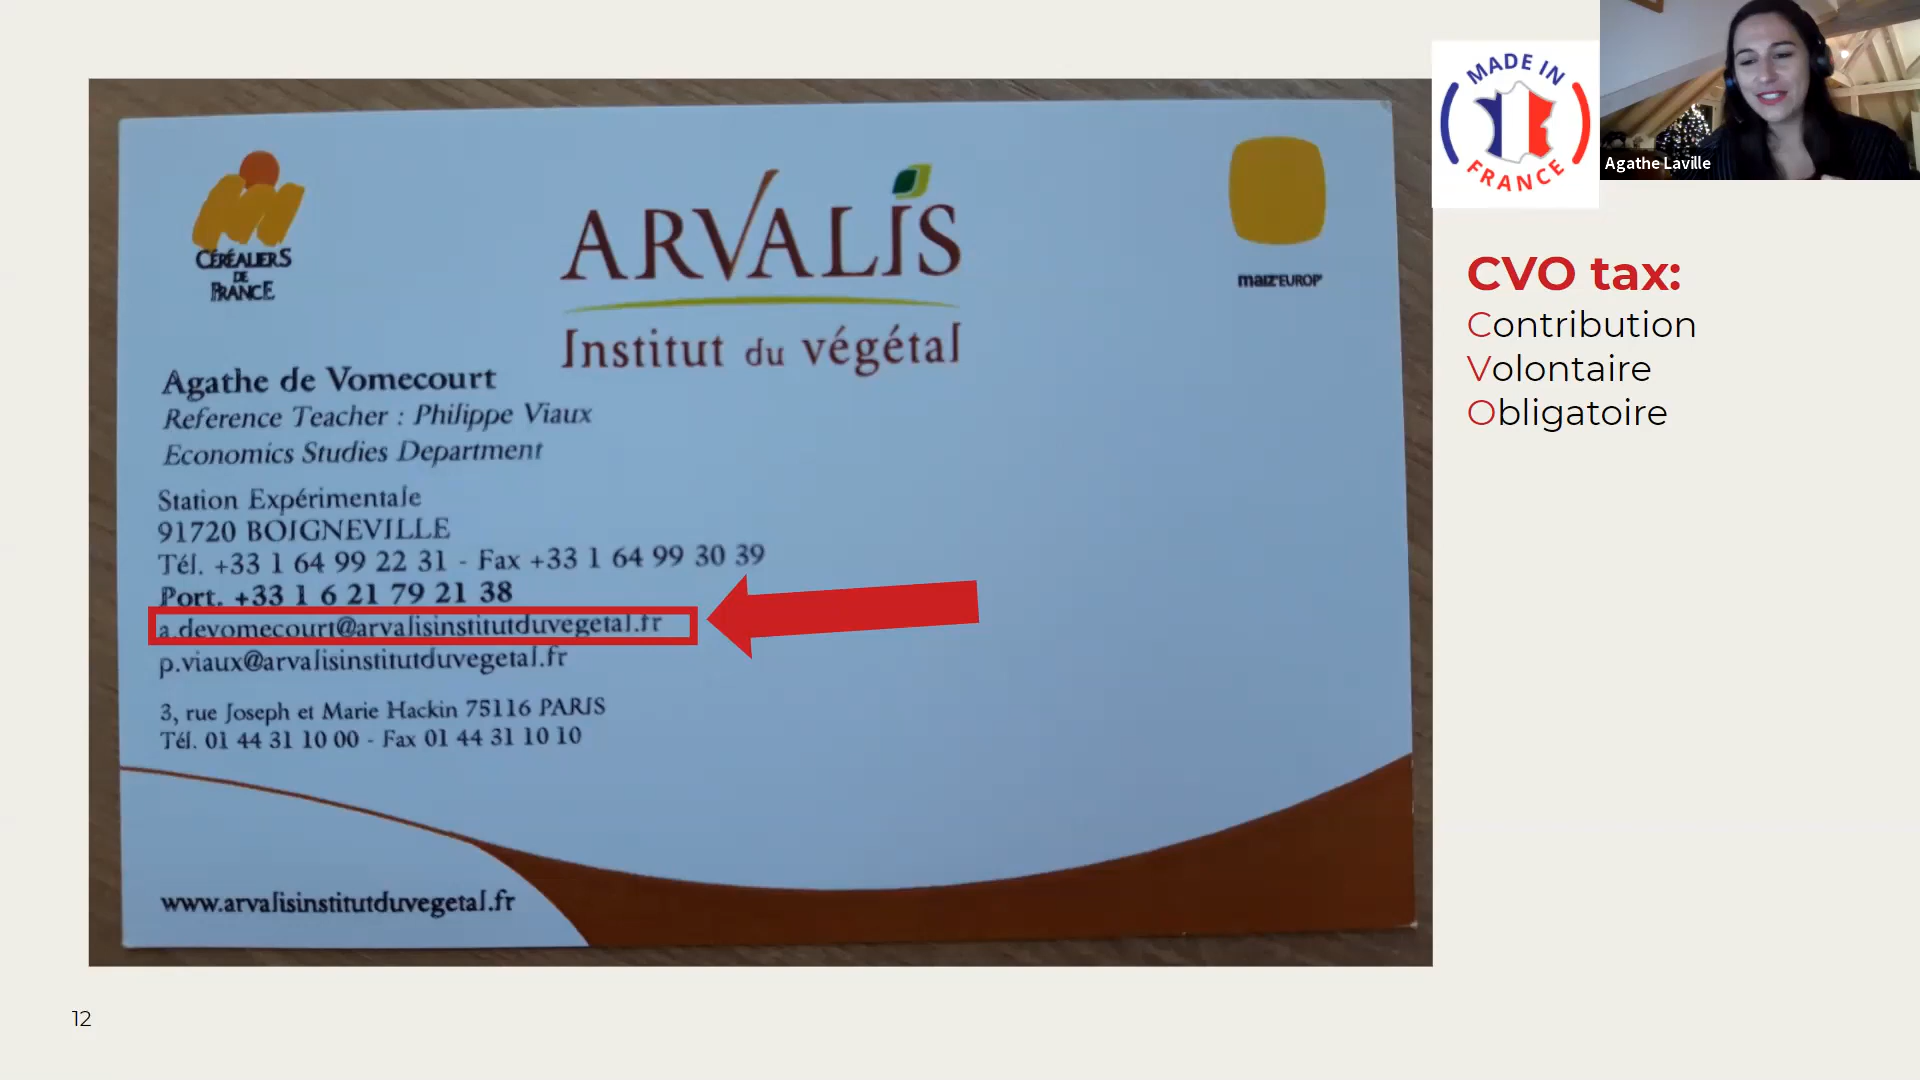 MADE IN
FRANCE
Agathe Laville
CVO tax:
Contribution
Volontaire
Obligatoire
CÉRÉALIERS
DE
FRANCE
ARVALIS
Institut du végétal
maïz'EUROP'
Agathe de Vomecourt
Reference Teacher : Philippe Viaux
Economics Studies Department
Station Expérimentale
91720 BOIGNEVILLE
Tél. +33 1 64 99 22 31 - Fax +33 1 64 99 30 39
Port. +33 1 6 21 79 21 38
a.devomecourt@arvalisinstitutduvegetal.fr
p.viaux@arvalisinstitutduvegetal.fr
3, rue Joseph et Marie Hackin 75116 PARIS
Tél. 01 44 31 10 00 - Fax 01 44 31 10 10
www.arvalisinstitutduvegetal.fr
12